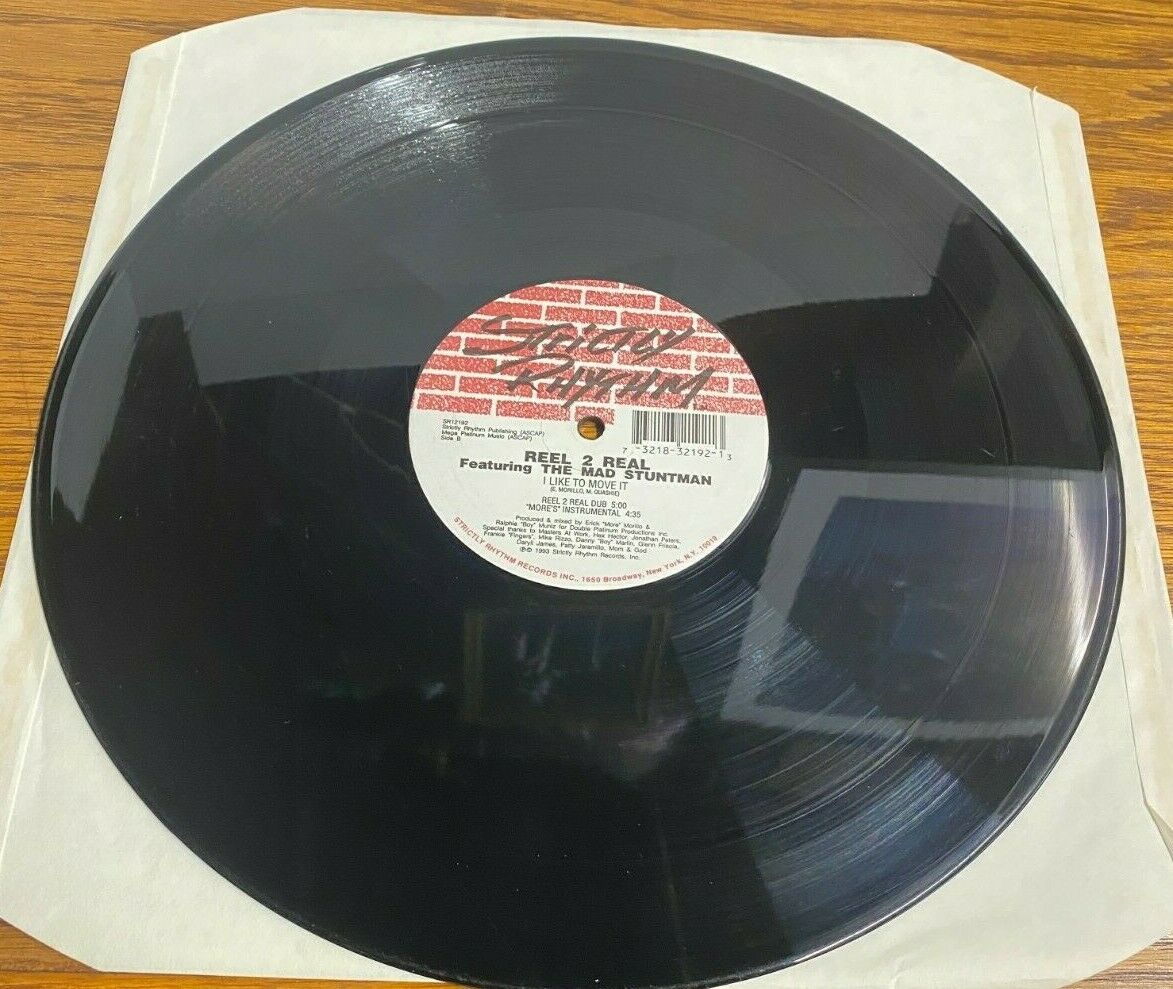 STRICTLY
RHYTHM
SR12192
Strictly Rhythm Publishing (ASCAP)
Mega Platinum Music (ASCAP)
Side B
7 -3218-32192-1 3
REEL 2 REAL
Featuring THE MAD STUNTMAN
I LIKE TO MOVE IT
(E. MORILLO, M. QUASHIE)
REEL 2 REAL DUB 5:00
"MORE'S" INSTRUMENTAL 4:35
Produced & mixed by Erick "More" Morillo &
Ralphie "Boy" Muniz for Double Platinum Productions Inc.
Special thanks to Masters At Work, Hex Hector, Jonathan Peters,
Frankie "Fingers", Mike Rizzo, Danny "Boy" Martin, Glenn Friscia,
Daryl James, Patty Jaramillo, Mom & God
℗© 1993 Strictly Rhythm Records, Inc.
STRICTLY RHYTHM RECORDS INC., 1650 Broadway, New York, N.Y. 10019